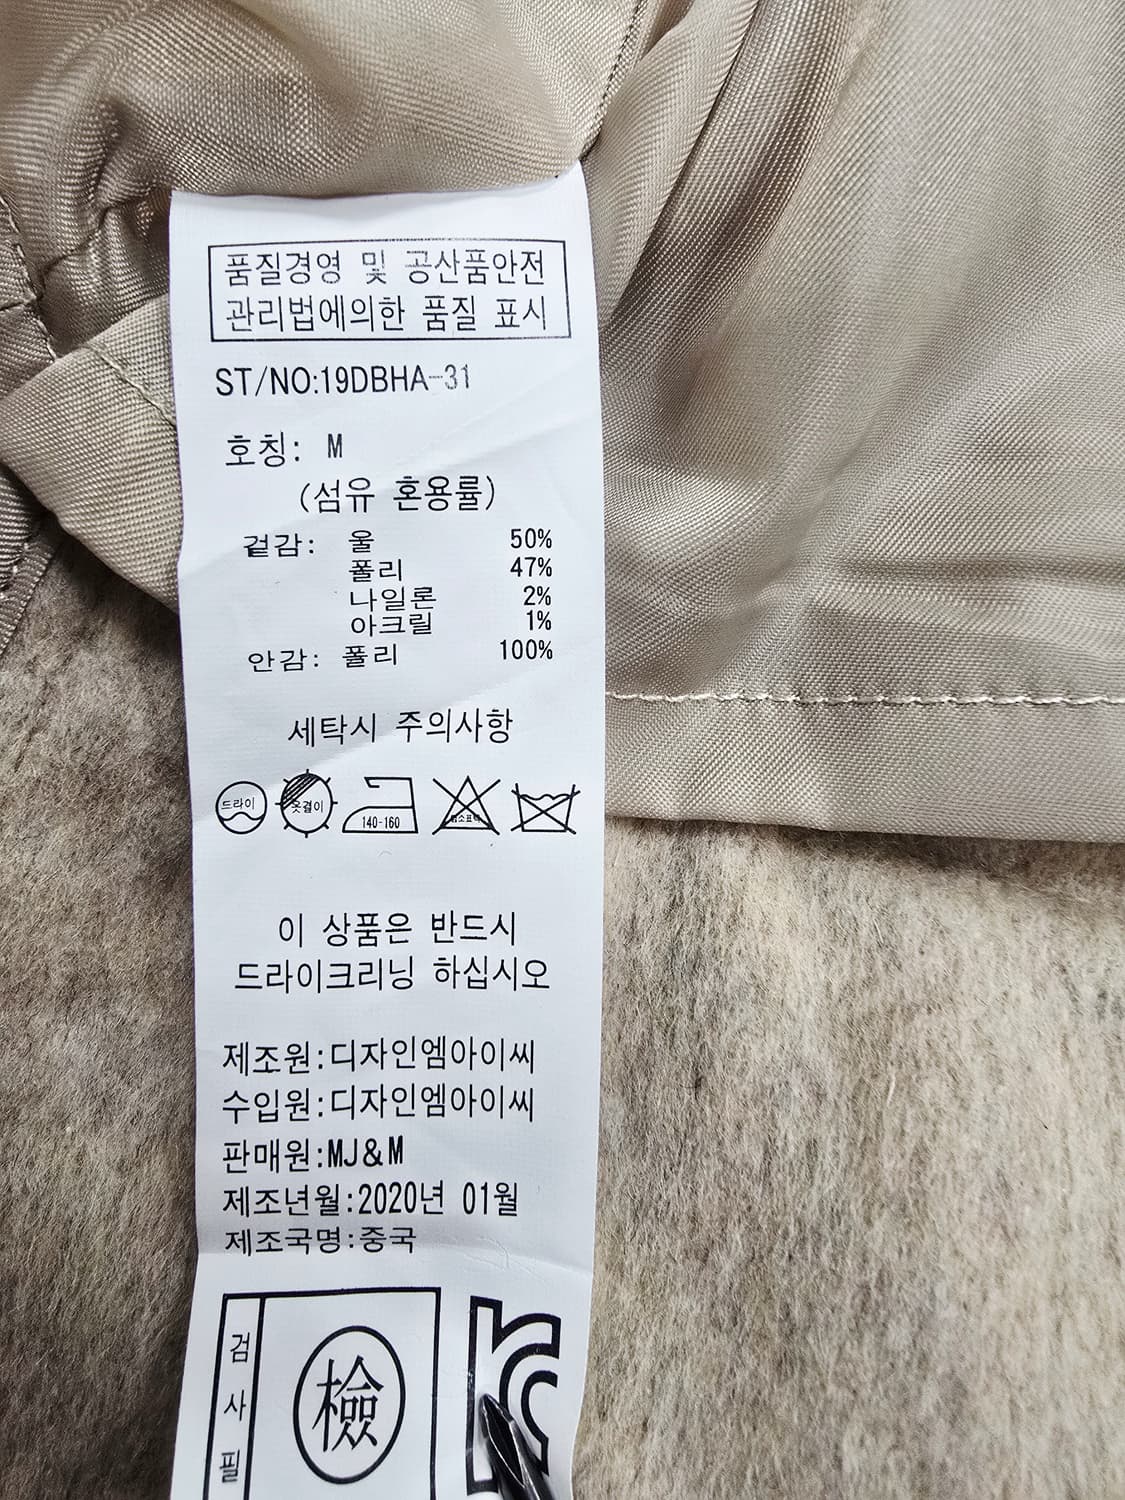 품질경영 및 공산품안전
관리법에의한 품질 표시
ST/NO:19DBHA-31
호칭: M
(섬유 혼용률)
겉감: 울 50%
폴리 47%
나일론 2%
아크릴 1%
안감: 폴리 100%
세탁시 주의사항
드라이 옷걸이 140-160
이 상품은 반드시
드라이크리닝 하십시오
제조원:디자인엠아이씨
수입원:디자인엠아이씨
판매원:MJ&M
제조년월:2020년 01월
제조국명:중국
검사필
檢